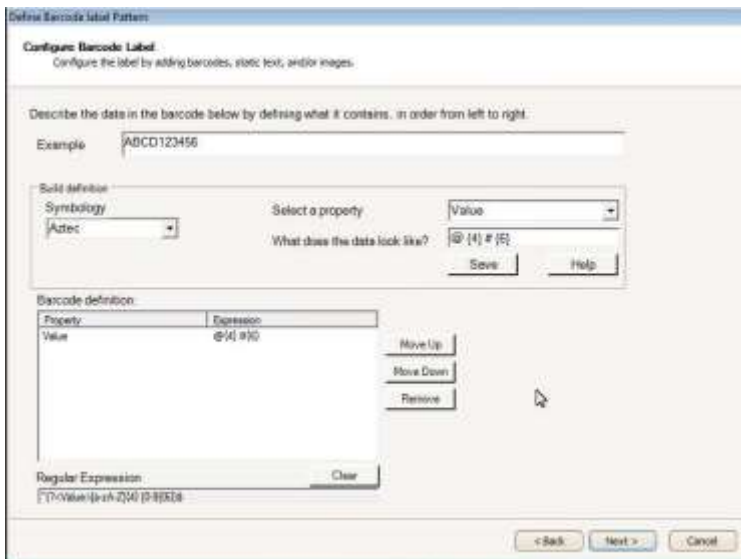 Define Barcode label Pattern
Configure Barcode Label
Configure the label by adding barcodes, static text, and/or images.
Describe the data in the barcode below by defining what it contains, in order from left to right.
Example ABCD123456
Build definition
Symbology Select a property Value
Aztec What does the data look like? @ {4} # {6}
Save Help
Barcode definition:
Property Expression
Value @{4} #{6}
Move Up
Move Down
Remove
Regular Expression Clear
< Back Next > Cancel